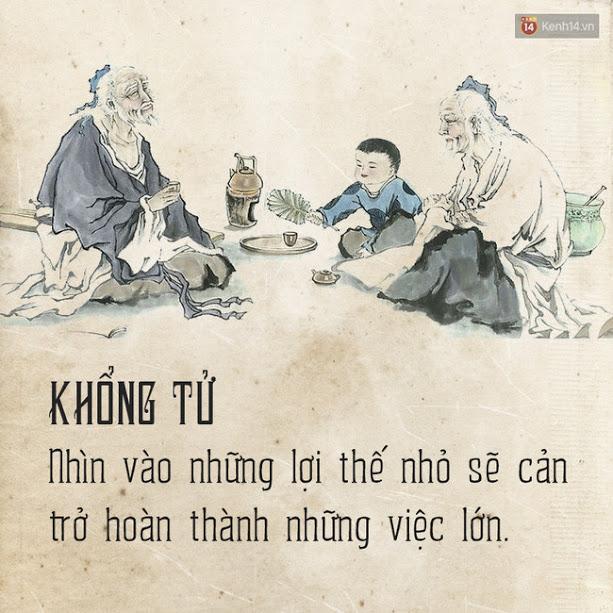 Kenh14.vn
KHỔNG TỬ
Nhìn vào những lợi thế nhỏ sẽ cản
trở hoàn thành những việc lớn.